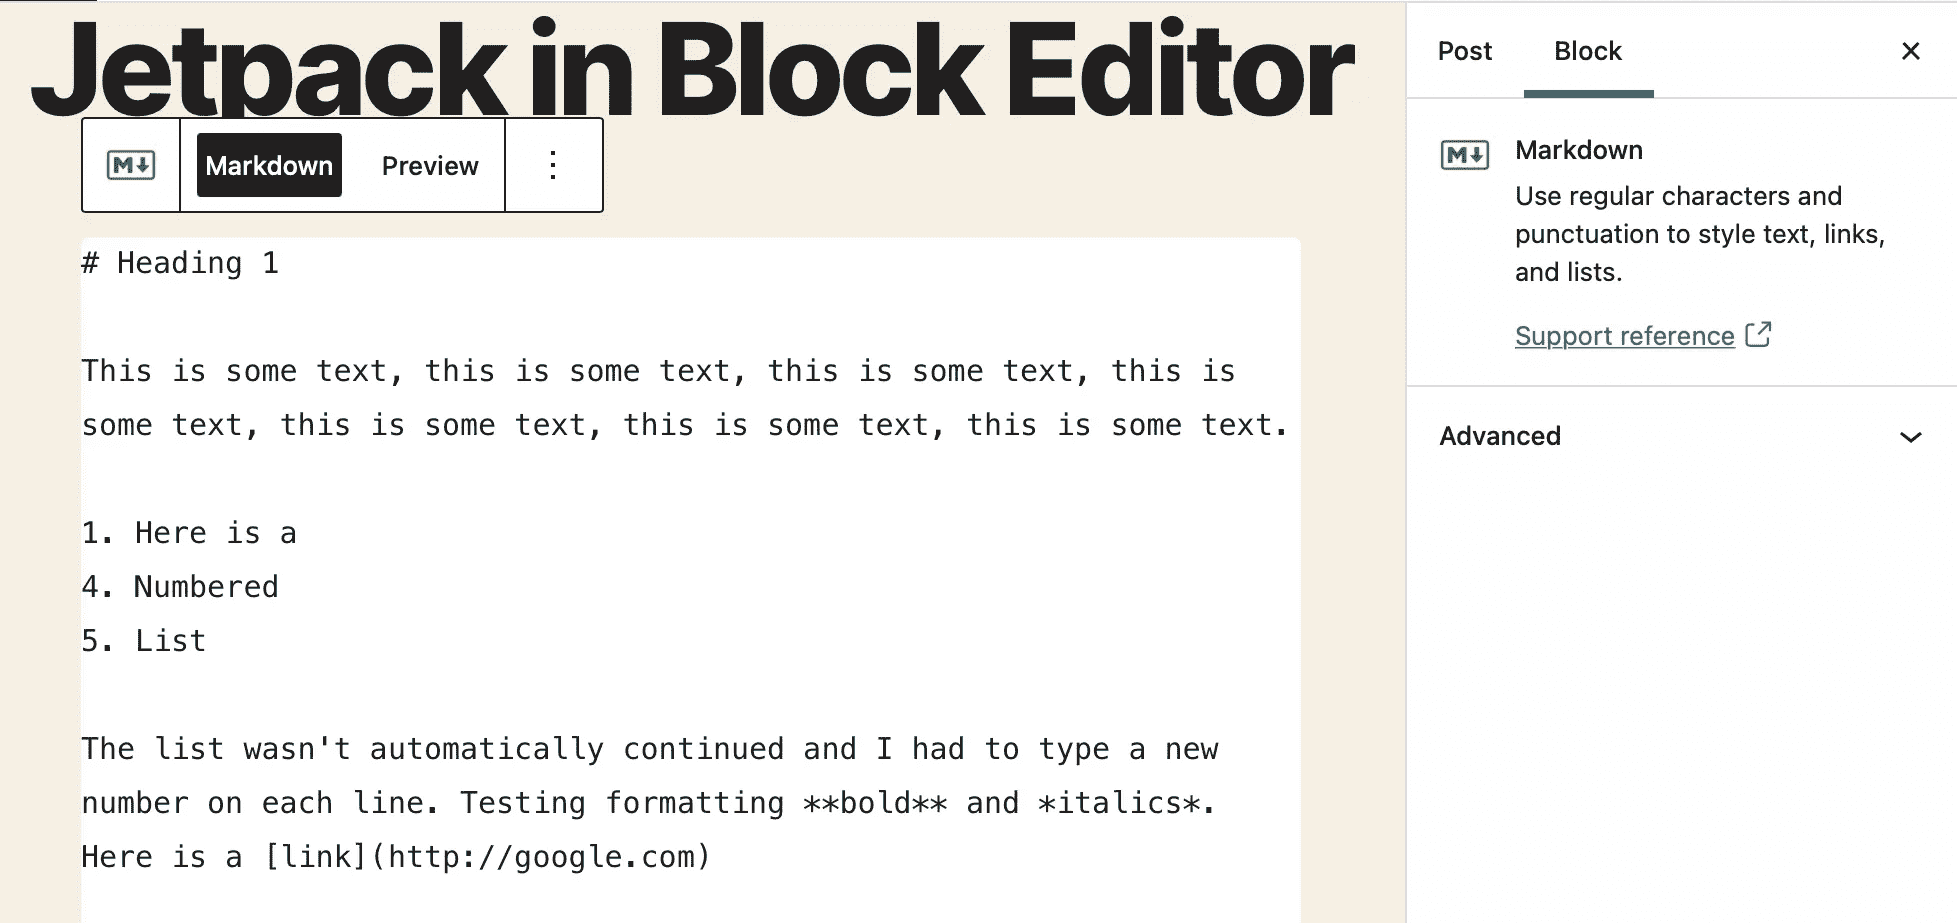 Jetpack in Block Editor
M↓ Markdown Preview
# Heading 1
This is some text, this is some text, this is some text, this is
some text, this is some text, this is some text, this is some text.
1. Here is a
4. Numbered
5. List
The list wasn't automatically continued and I had to type a new
number on each line. Testing formatting **bold** and *italics*.
Here is a [link](http://google.com)
Post Block
M↓ Markdown
Use regular characters and
punctuation to style text, links,
and lists.
Support reference
Advanced